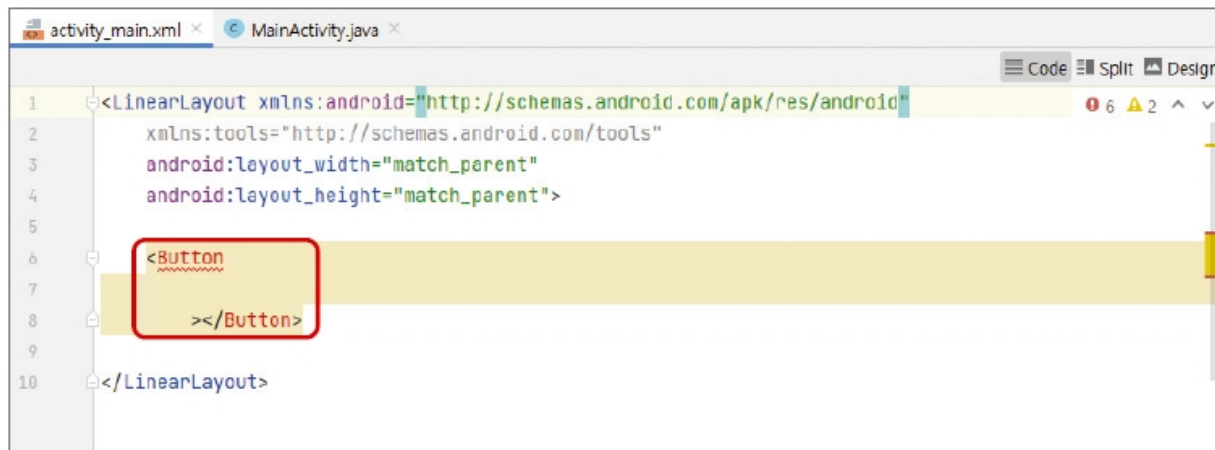 activity_main.xml MainActivity.java
Code Split Design
1 <LinearLayout xmlns:android="http://schemas.android.com/apk/res/android" 6 2
2 xmlns:tools="http://schemas.android.com/tools"
3 android:layout_width="match_parent"
4 android:layout_height="match_parent">
5
6 <Button
7
8 ></Button>
9
10 </LinearLayout>